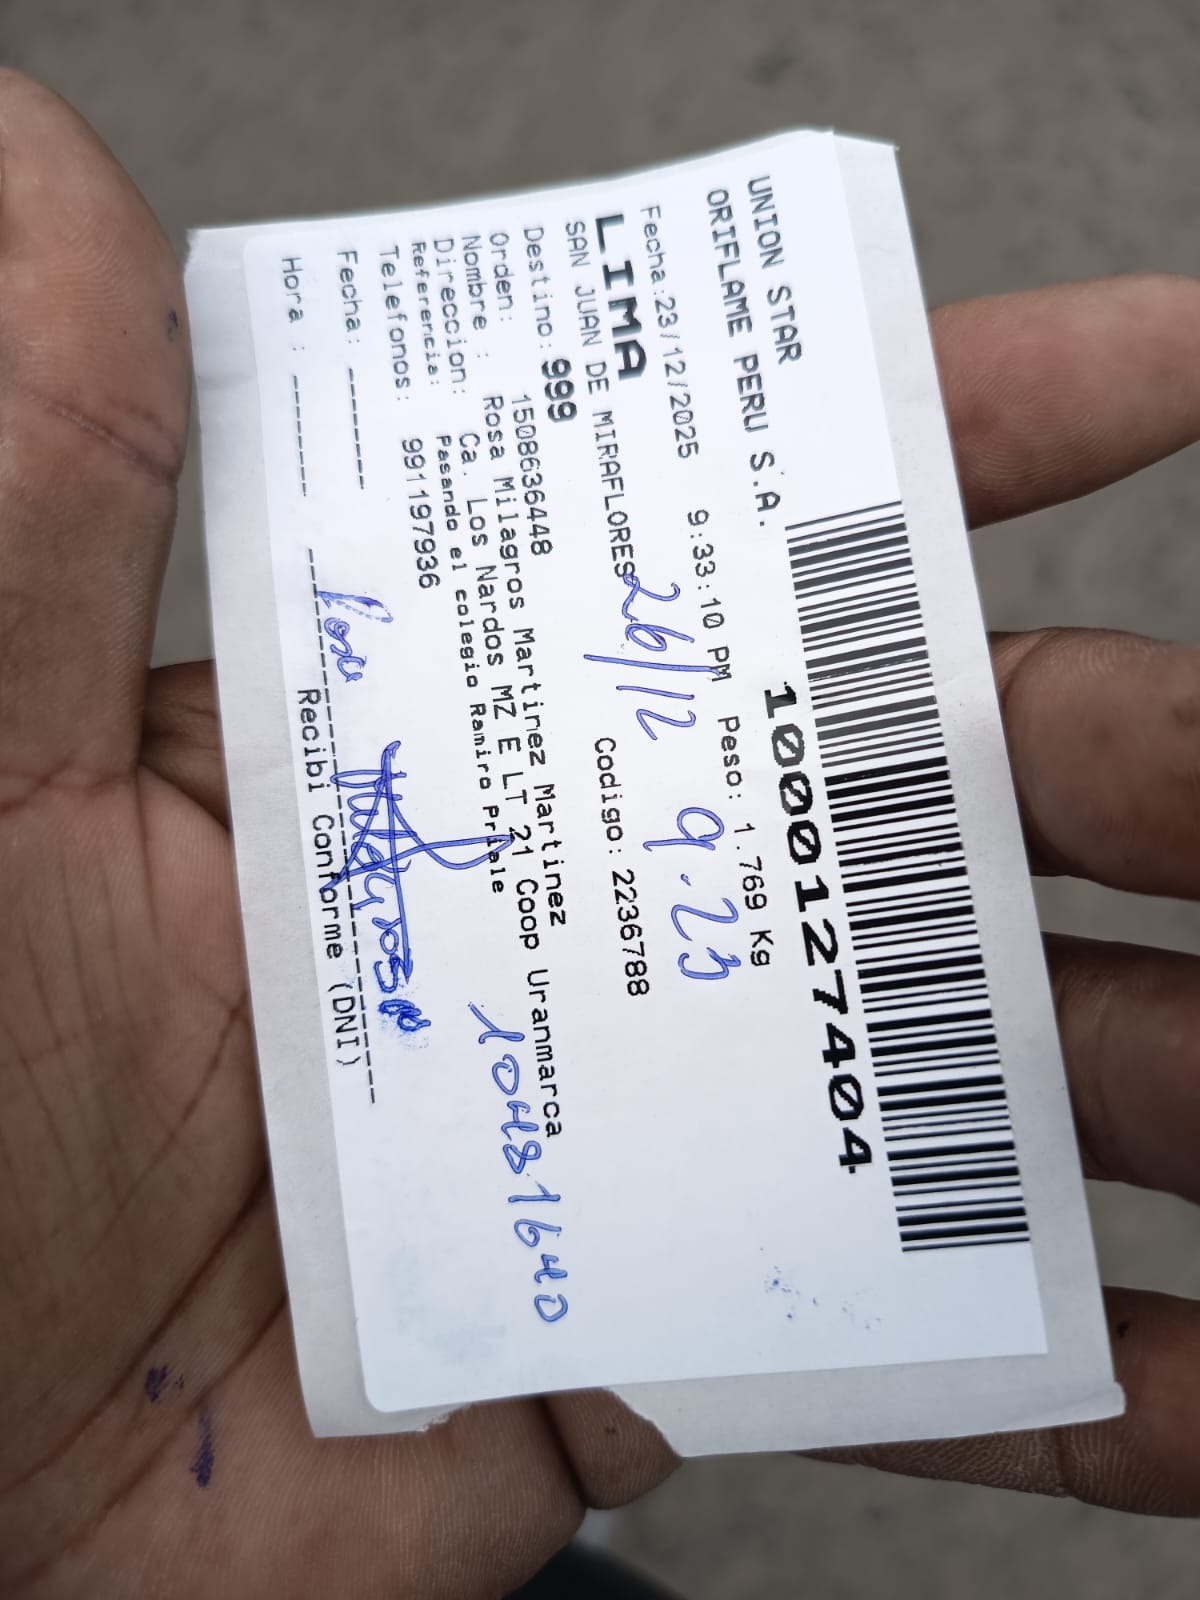 UNION STAR
ORIFLAME PERU S.A.
1000127404
Fecha:23/12/2025 9:33:10 PM Peso: 1.769 Kg
LIMA
26/12 9.23
SAN JUAN DE MIRAFLORES Codigo: 2236788
Destino: 999
Orden: 1508636448
Nombre : Rosa Milagros Martinez Martinez
Direccion: Ca. Los Nardos MZ E LT 21 Coop Uranmarca
Referencia: Pasando el colegio Ramiro Priale
Telefonos: 991197936
10481640
Fecha: -------
Rosa Milagros M
Hora : -------
Recibi Conforme (DNI)